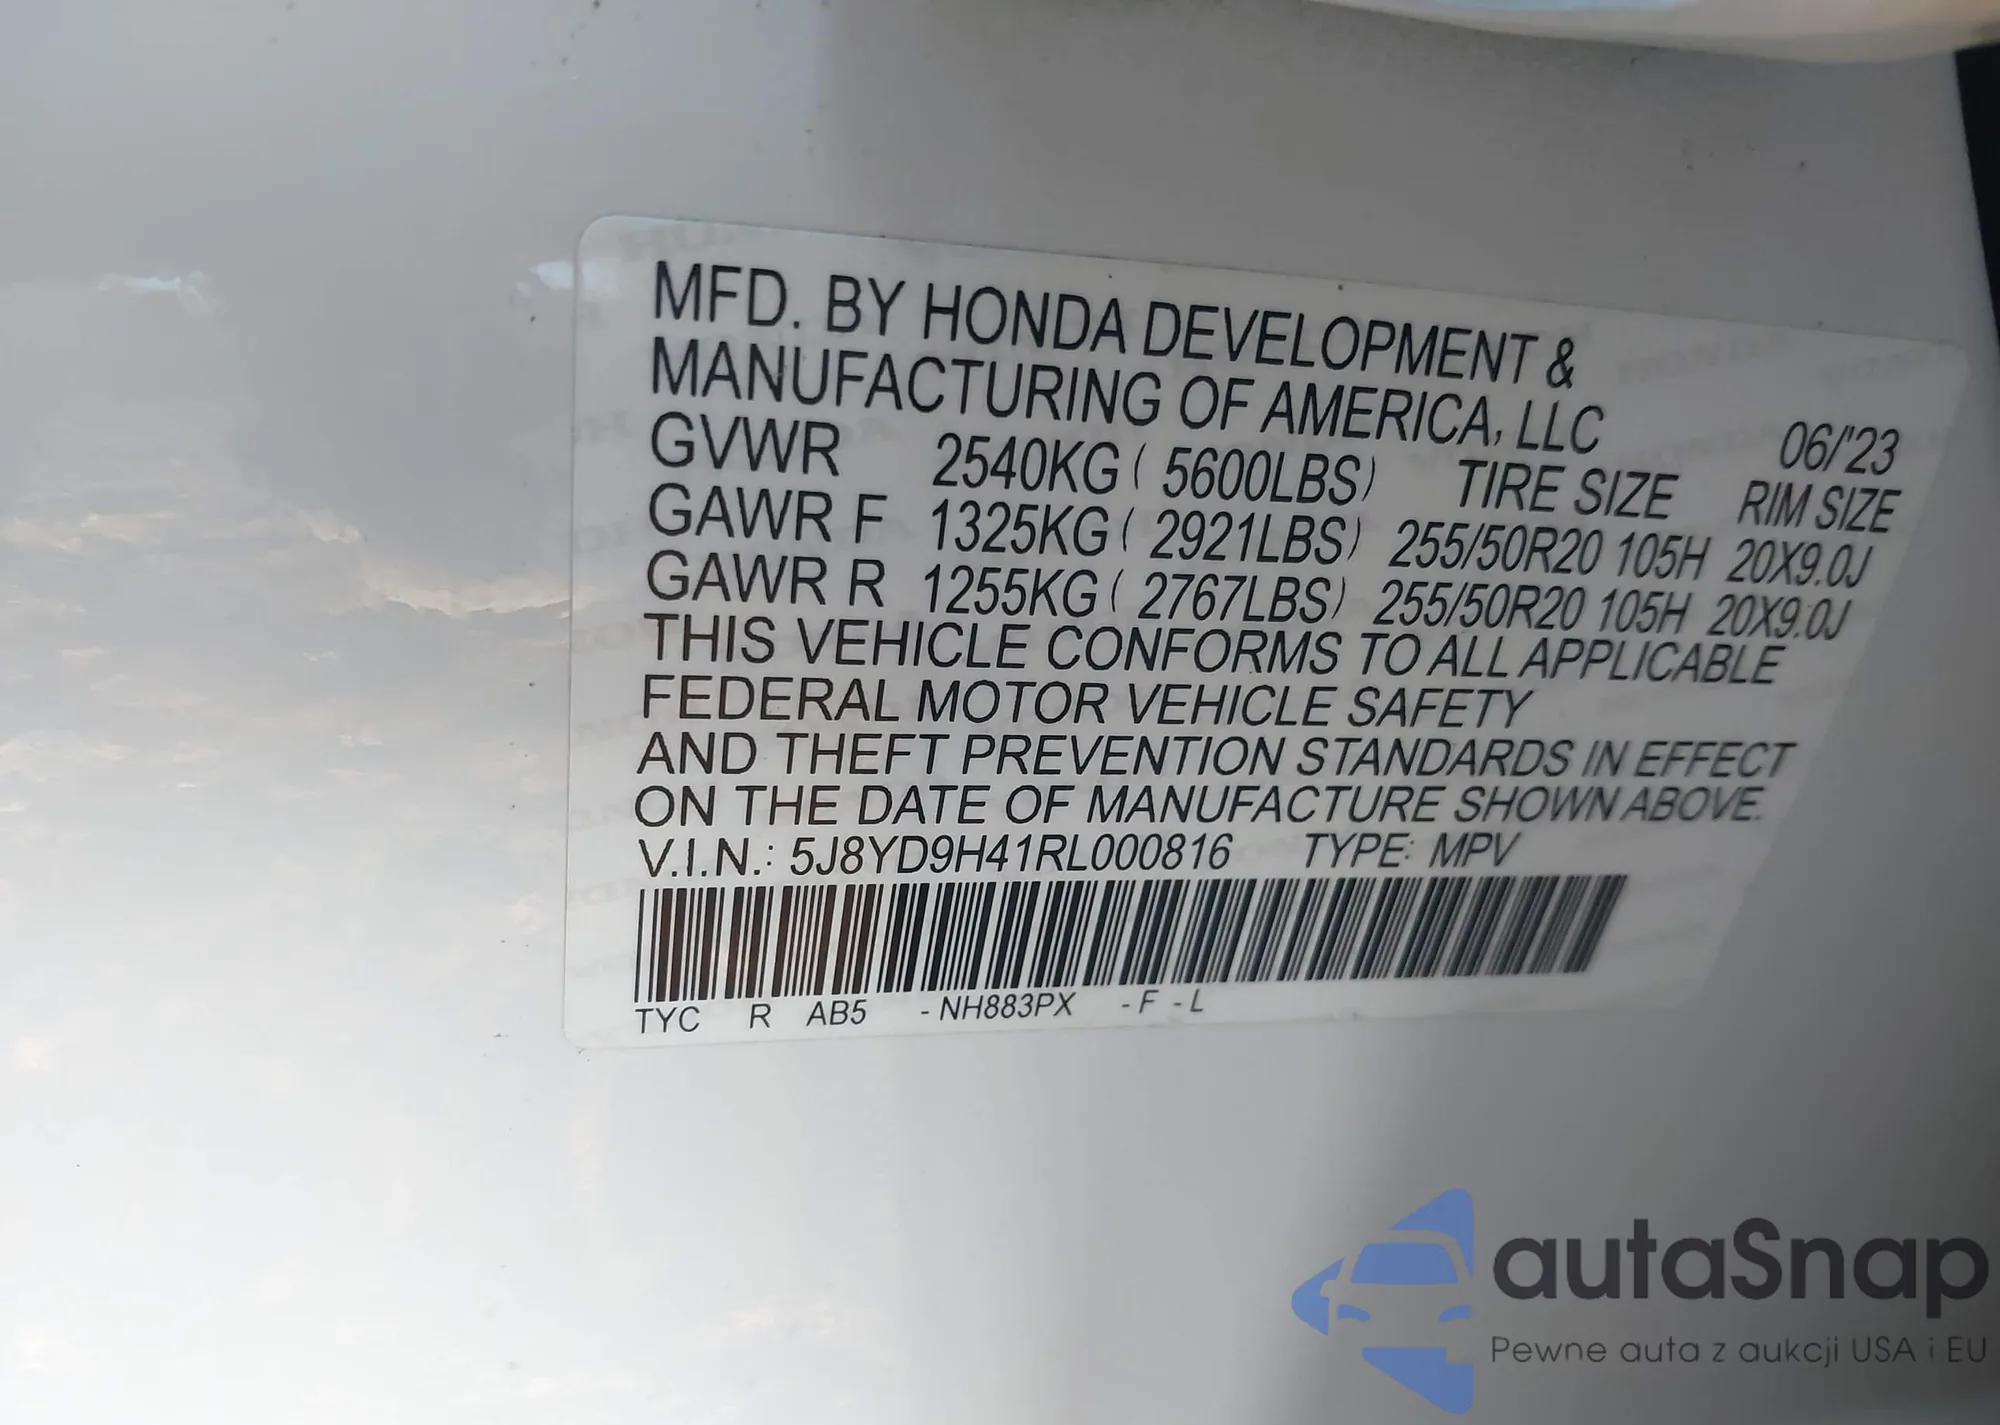 MFD. BY HONDA DEVELOPMENT &
MANUFACTURING OF AMERICA, LLC 06/'23
GVWR 2540KG ( 5600LBS) TIRE SIZE RIM SIZE
GAWR F 1325KG ( 2921LBS) 255/50R20 105H 20X9.0J
GAWR R 1255KG ( 2767LBS) 255/50R20 105H 20X9.0J
THIS VEHICLE CONFORMS TO ALL APPLICABLE
FEDERAL MOTOR VEHICLE SAFETY
AND THEFT PREVENTION STANDARDS IN EFFECT
ON THE DATE OF MANUFACTURE SHOWN ABOVE.
V.I.N.: 5J8YD9H41RL000816 TYPE: MPV
TYC R AB5 - NH883PX - F - L
autaSnap
Pewne auta z aukcji USA i EU